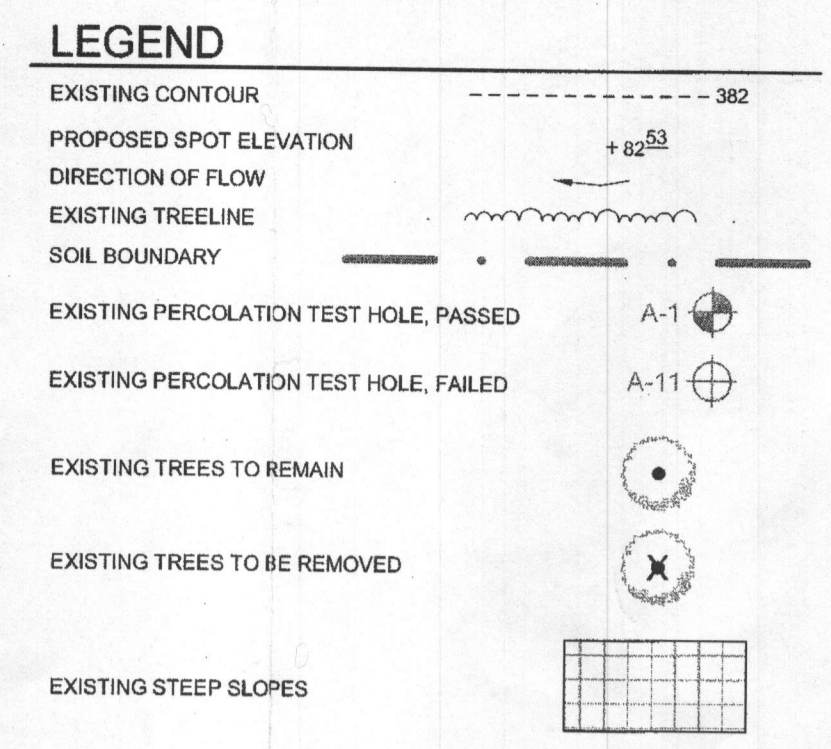 LEGEND
EXISTING CONTOUR 382
PROPOSED SPOT ELEVATION + 82 53
DIRECTION OF FLOW
EXISTING TREELINE
SOIL BOUNDARY
EXISTING PERCOLATION TEST HOLE, PASSED A-1
EXISTING PERCOLATION TEST HOLE, FAILED A-11
EXISTING TREES TO REMAIN
EXISTING TREES TO BE REMOVED
EXISTING STEEP SLOPES